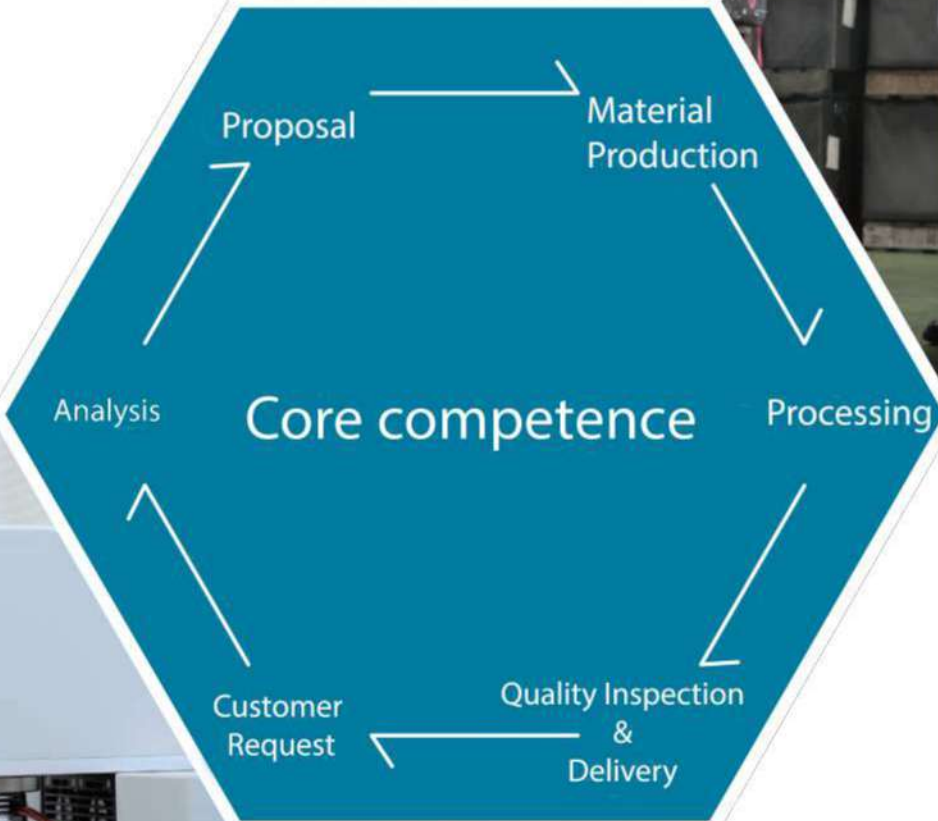 Proposal
Material
Production
Analysis
Core competence
Processing
Customer
Request
Quality Inspection
&
Delivery